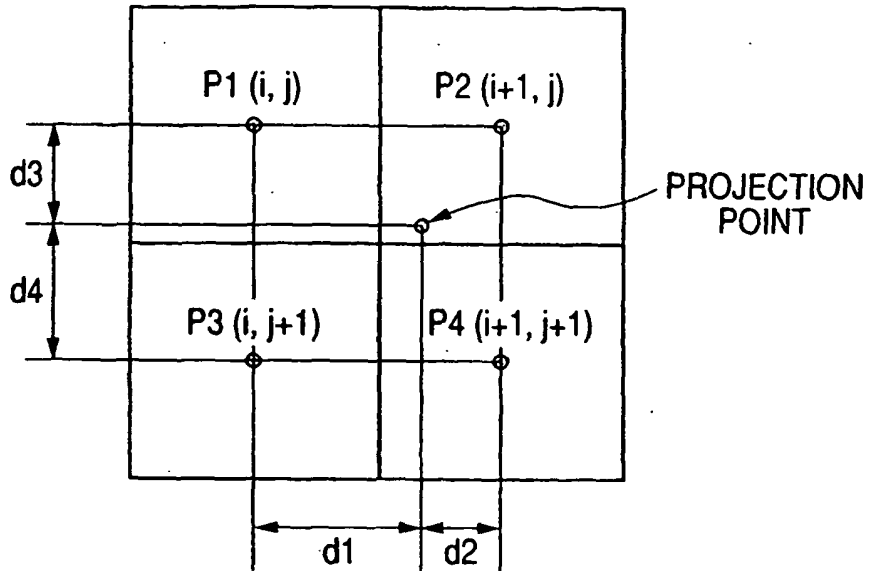 P1 (i, j)
P2 (i+1, j)
d3
PROJECTION
POINT
d4
P3 (i, j+1)
P4 (i+1, j+1)
d1
d2